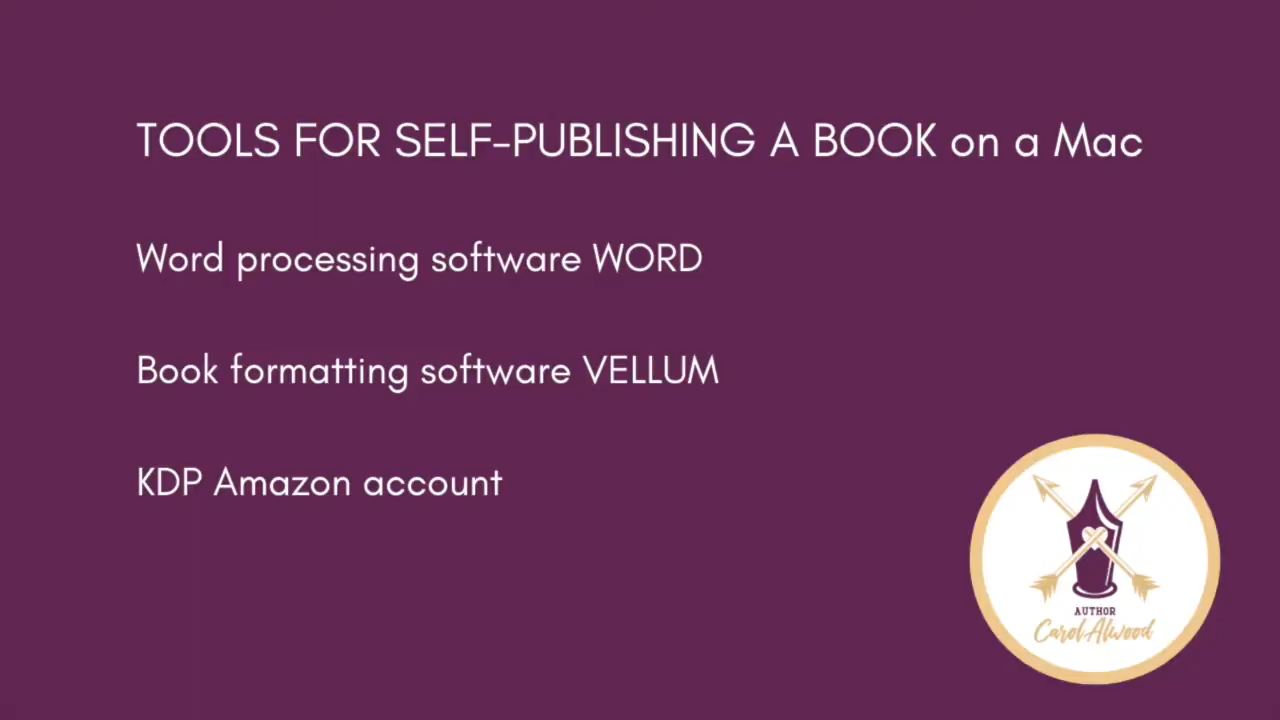 TOOLS FOR SELF-PUBLISHING A BOOK on a Mac
Word processing software WORD
Book formatting software VELLUM
KDP Amazon account
AUTHOR
Carol Alwood